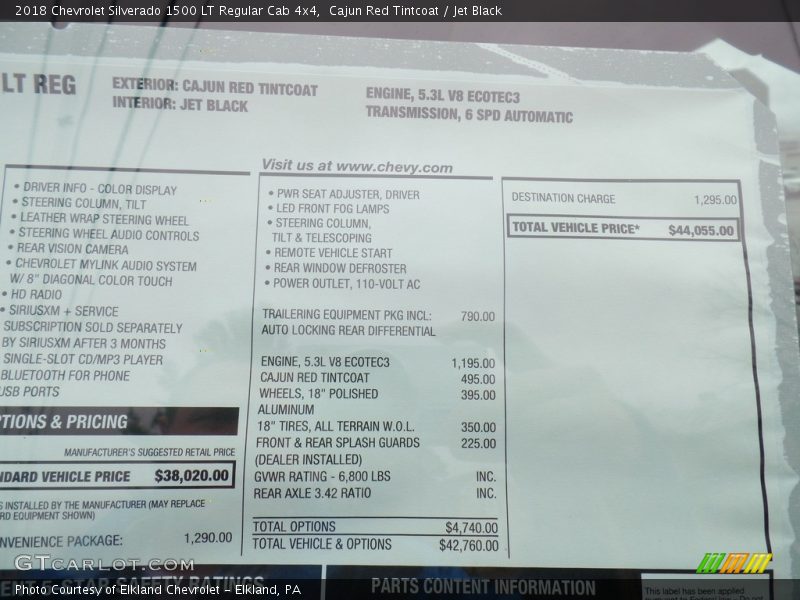 2018 Chevrolet Silverado 1500 LT Regular Cab 4x4,  Cajun Red Tintcoat / Jet Black
LT REG
EXTERIOR: CAJUN RED TINTCOAT
INTERIOR: JET BLACK
ENGINE, 5.3L V8 ECOTEC3
TRANSMISSION, 6 SPD AUTOMATIC
• DRIVER INFO - COLOR DISPLAY
• STEERING COLUMN, TILT
• LEATHER WRAP STEERING WHEEL
• STEERING WHEEL AUDIO CONTROLS
• REAR VISION CAMERA
• CHEVROLET MYLINK AUDIO SYSTEM
W/ 8" DIAGONAL COLOR TOUCH
• HD RADIO
• SIRIUSXM + SERVICE
SUBSCRIPTION SOLD SEPARATELY
BY SIRIUSXM AFTER 3 MONTHS
SINGLE-SLOT CD/MP3 PLAYER
BLUETOOTH FOR PHONE
USB PORTS
PTIONS & PRICING
MANUFACTURER'S SUGGESTED RETAIL PRICE
NDARD VEHICLE PRICE $38,020.00
S INSTALLED BY THE MANUFACTURER (MAY REPLACE
RD EQUIPMENT SHOWN)
NVENIENCE PACKAGE: 1,290.00
Visit us at www.chevy.com
• PWR SEAT ADJUSTER, DRIVER
• LED FRONT FOG LAMPS
• STEERING COLUMN,
TILT & TELESCOPING
• REMOTE VEHICLE START
• REAR WINDOW DEFROSTER
• POWER OUTLET, 110-VOLT AC
TRAILERING EQUIPMENT PKG INCL: 790.00
AUTO LOCKING REAR DIFFERENTIAL
ENGINE, 5.3L V8 ECOTEC3 1,195.00
CAJUN RED TINTCOAT 495.00
WHEELS, 18" POLISHED 395.00
ALUMINUM
18" TIRES, ALL TERRAIN W.O.L. 350.00
FRONT & REAR SPLASH GUARDS 225.00
(DEALER INSTALLED)
GVWR RATING - 6,800 LBS INC.
REAR AXLE 3.42 RATIO INC.
TOTAL OPTIONS $4,740.00
TOTAL VEHICLE & OPTIONS $42,760.00
DESTINATION CHARGE 1,295.00
TOTAL VEHICLE PRICE* $44,055.00
GTCarLot.com
SAFETY RATINGS
PARTS CONTENT INFORMATION
This label has been applied
Photo Courtesy of Elkland Chevrolet – Elkland, PA